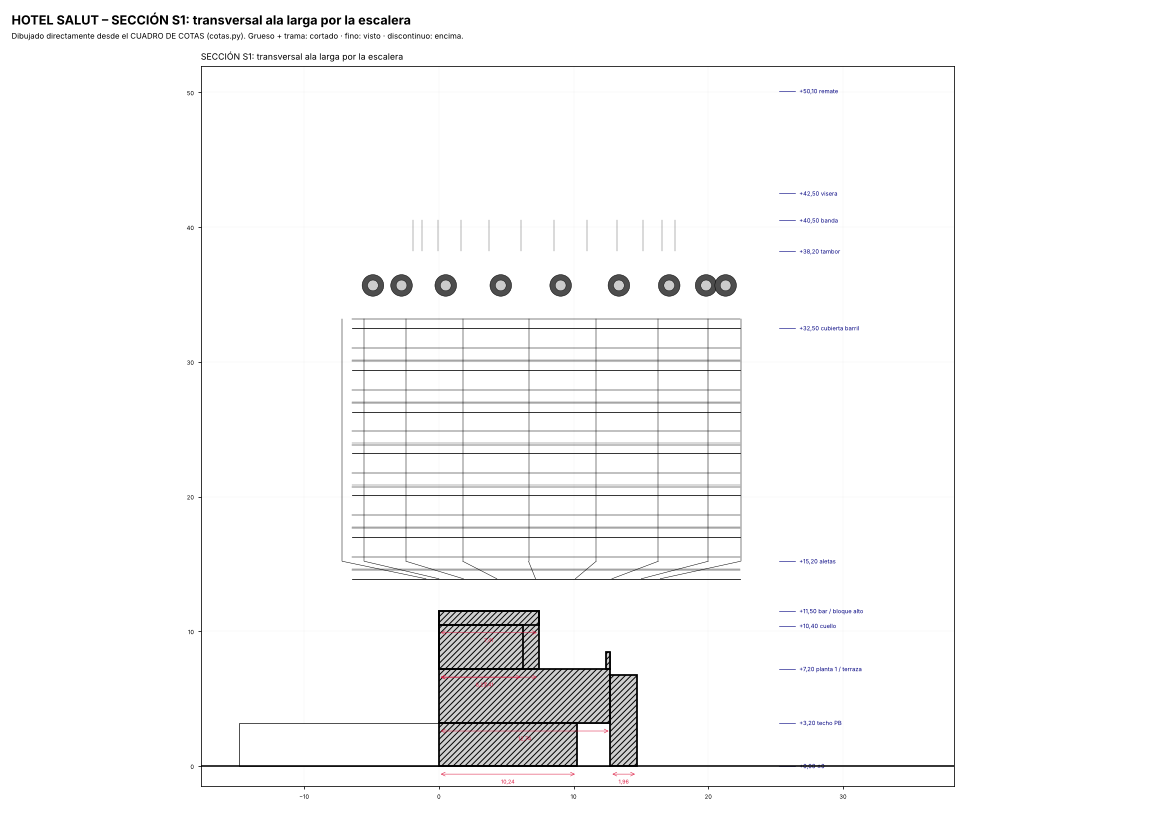 HOTEL SALUT – SECCIÓN S1: transversal ala larga por la escalera
Dibujado directamente desde el CUADRO DE COTAS (cotas.py). Grueso + trama: cortado · fino: visto · discontinuo: encima.
SECCIÓN S1: transversal ala larga por la escalera
50
+50,10 remate
+42,50 visera
+40,50 banda
40
+38,20 tambor
+32,50 cubierta barril
30
20
+15,20 aletas
+11,50 bar / bloque alto
10
+10,40 cuello
+7,20 planta 1 / terraza
+3,20 techo PB
0
10,24
1,96
−10
0
10
20
30